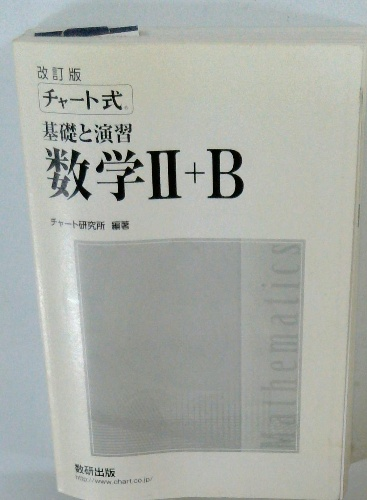 改訂版
チャート式®
基礎と演習
数学Ⅱ+B
チャート研究所 編著
Mathematics
数研出版
http://www.chart.co.jp/